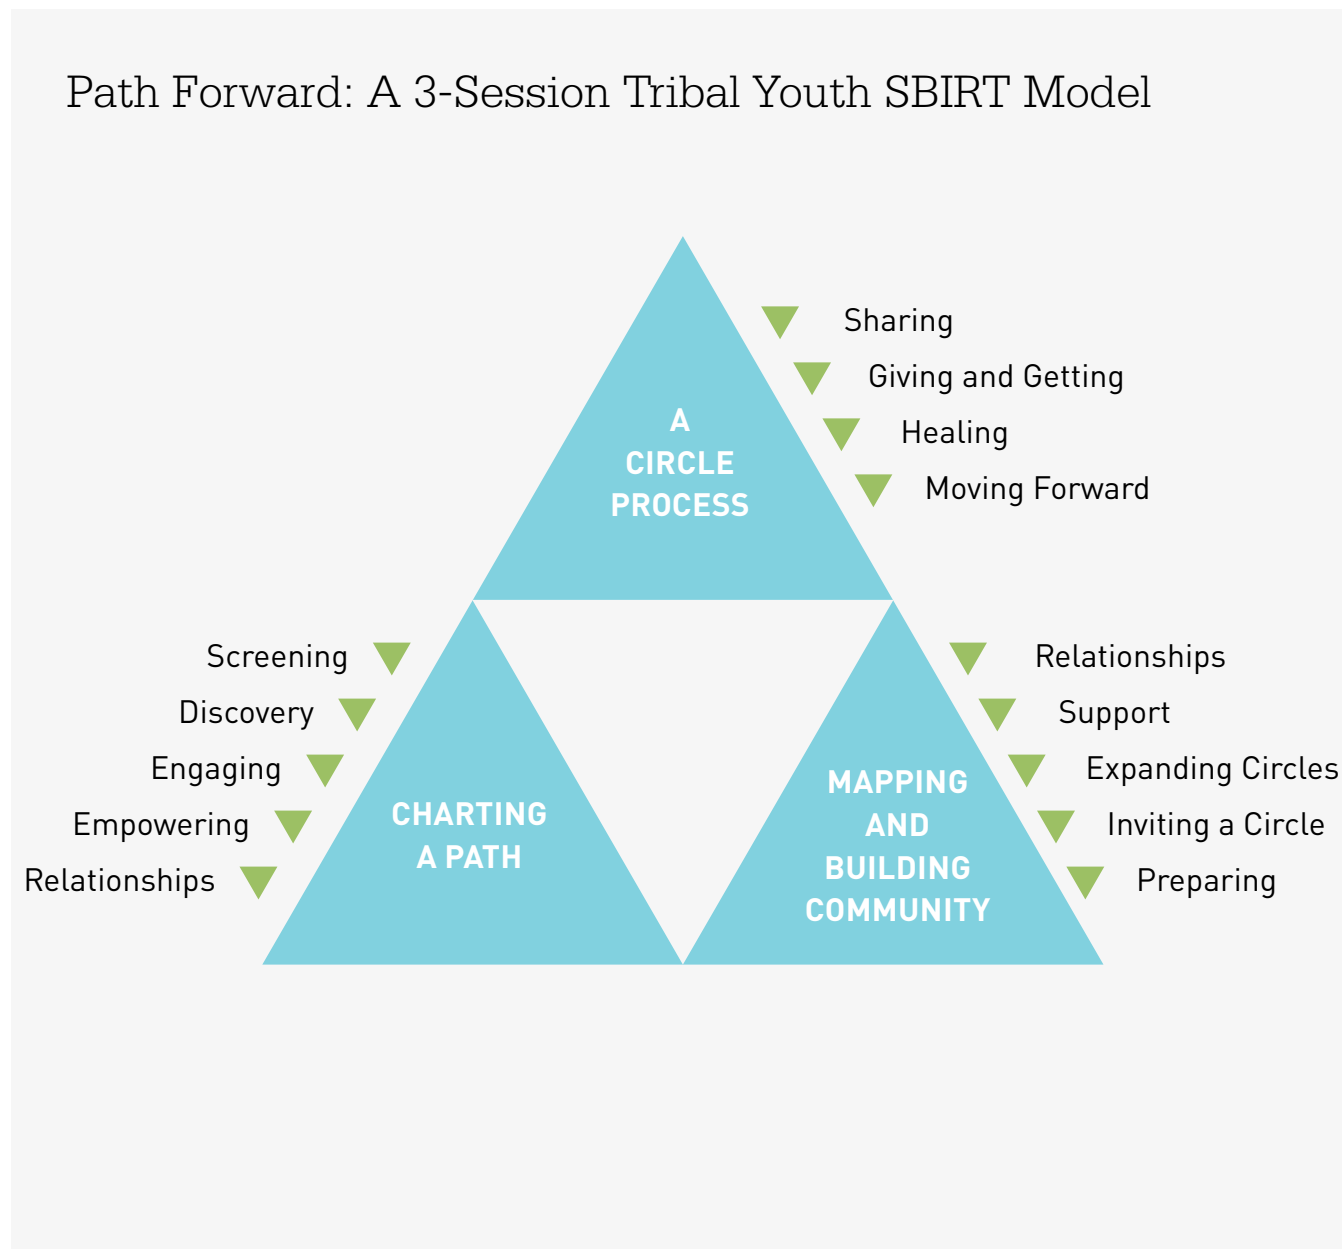 Path Forward: A 3-Session Tribal Youth SBIRT Model
A
CIRCLE
PROCESS
Sharing
Giving and Getting
Healing
Moving Forward
Screening
Discovery
Engaging
Empowering
Relationships
CHARTING
A PATH
MAPPING
AND
BUILDING
COMMUNITY
Relationships
Support
Expanding Circles
Inviting a Circle
Preparing